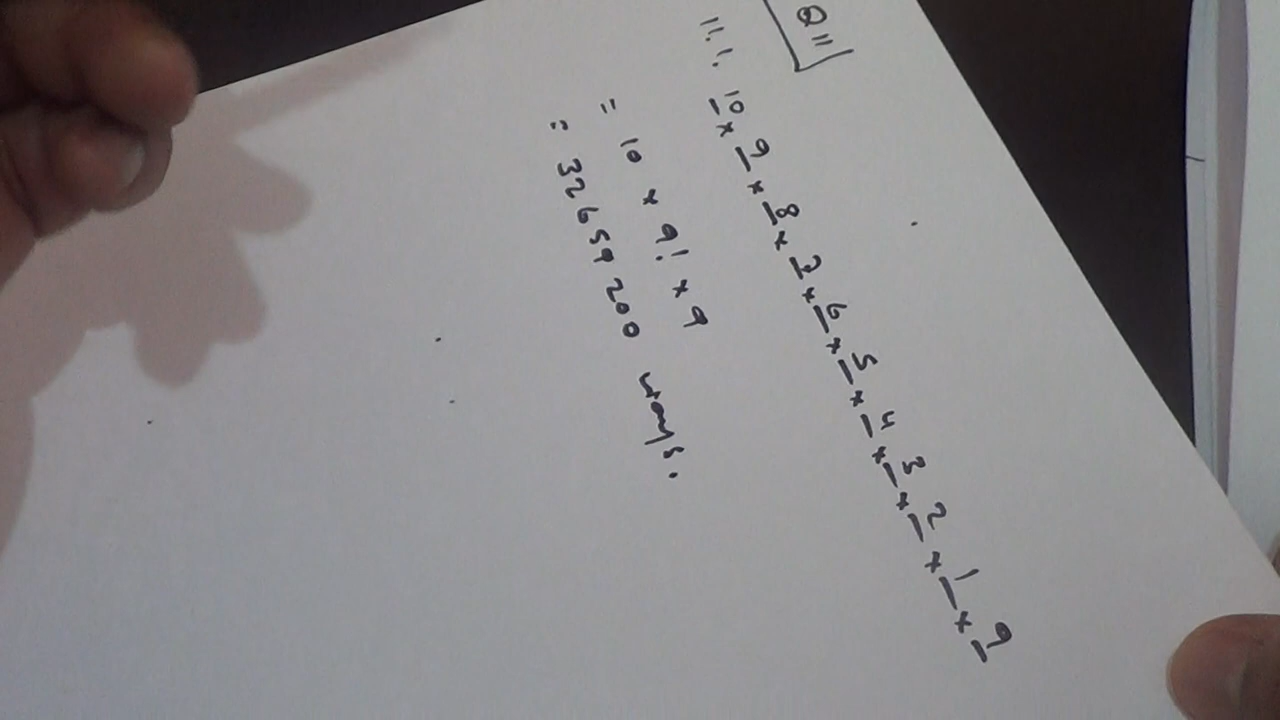 Q11
11.1. 10 x 9 x 8 x 7 x 6 x 5 x 4 x 3 x 2 x 1 x 9
= 10 x 9! x 9
= 32659200 ways.